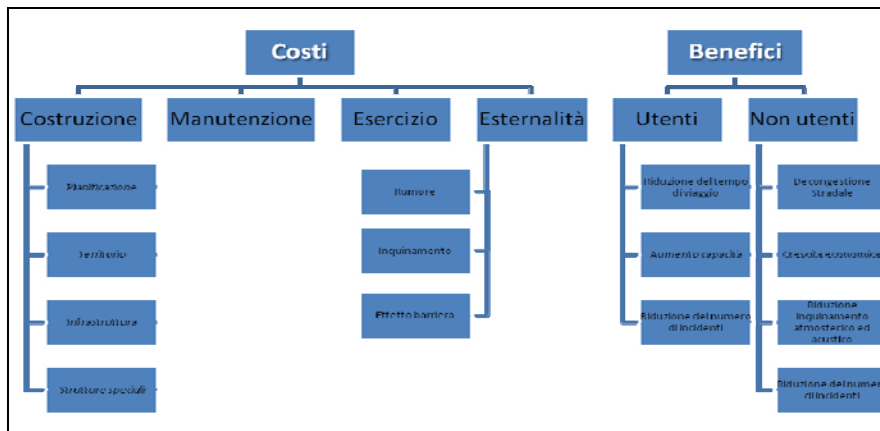 Costi
Benefici
Costruzione
Manutenzione
Esercizio
Esternalità
Utenti
Non utenti
Pianificazione
Territorio
Infrastruttura
Strutture speciali
Rumore
Inquinamento
Effetto barriera
Riduzione del tempo
di viaggio
Aumento capacità
Riduzione del numero
di incidenti
Decongestione
Stradale
Crescita economica
Riduzione
inquinamento
atmosferico ed
acustico
Riduzione del numero
di incidenti